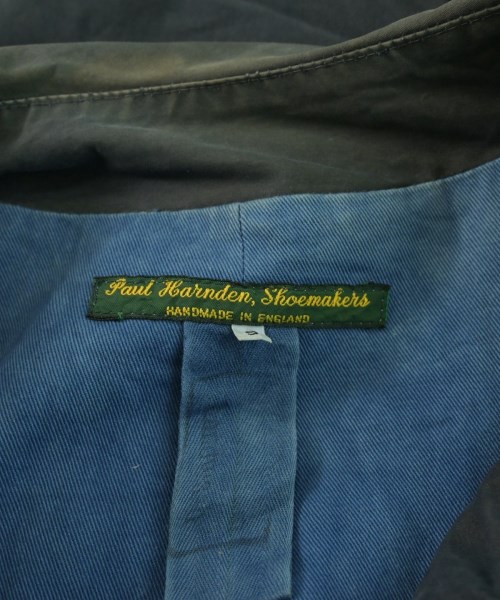 Paul Harnden, Shoemakers
HANDMADE IN ENGLAND
S